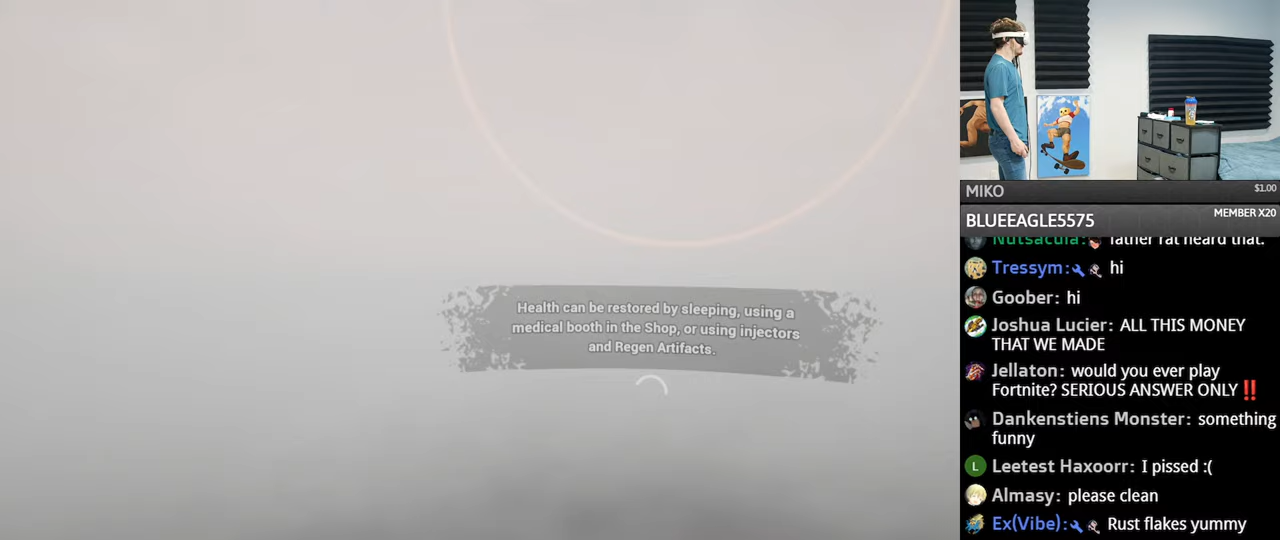 Health can be restored by sleeping, using a
medical booth in the Shop, or using injectors
and Regen Artifacts.
MIKO
$1.00
BLUEEAGLE5575
MEMBER X20
Nutsacula: father rat heard that.
Tressym: hi
Goober: hi
Joshua Lucier: ALL THIS MONEY
THAT WE MADE
Jellaton: would you ever play
Fortnite? SERIOUS ANSWER ONLY ‼️
Dankenstiens Monster: something
funny
L
Leetest Haxoorr: I pissed :(
Almasy: please clean
Ex(Vibe): Rust flakes yummy